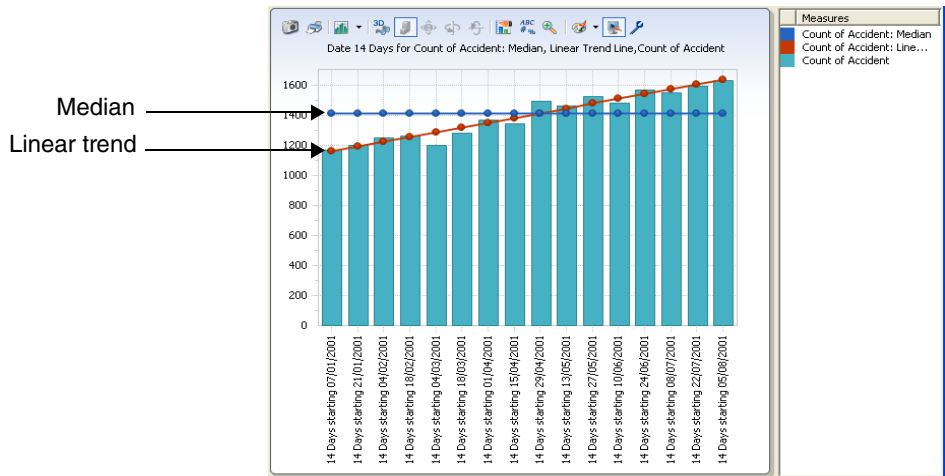 3D
ABC
# %
Date 14 Days for Count of Accident: Median, Linear Trend Line,Count of Accident
Measures
Count of Accident: Median
Count of Accident: Line...
Count of Accident
Median
Linear trend
1600
1400
1200
1000
800
600
400
200
0
14 Days starting 07/01/2001
14 Days starting 21/01/2001
14 Days starting 04/02/2001
14 Days starting 18/02/2001
14 Days starting 04/03/2001
14 Days starting 18/03/2001
14 Days starting 01/04/2001
14 Days starting 15/04/2001
14 Days starting 29/04/2001
14 Days starting 13/05/2001
14 Days starting 27/05/2001
14 Days starting 10/06/2001
14 Days starting 24/06/2001
14 Days starting 08/07/2001
14 Days starting 22/07/2001
14 Days starting 05/08/2001